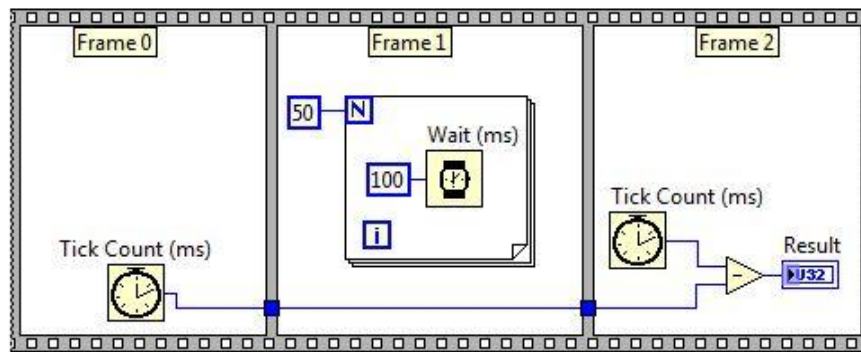 Frame 0
Frame 1
Frame 2
50
N
Wait (ms)
100
i
Tick Count (ms)
Tick Count (ms)
Result
U32